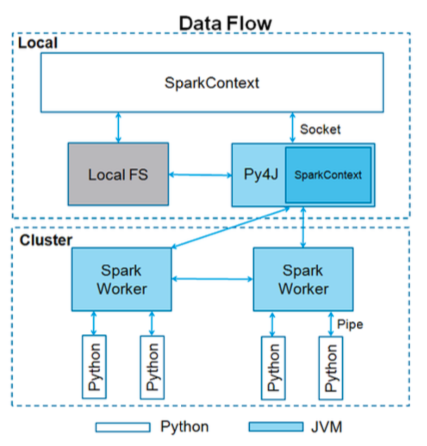 Data Flow
Local
SparkContext
Socket
Local FS
Py4J
SparkContext
Cluster
Spark
Worker
Spark
Worker
Pipe
Python
Python
Python
Python
Python
JVM